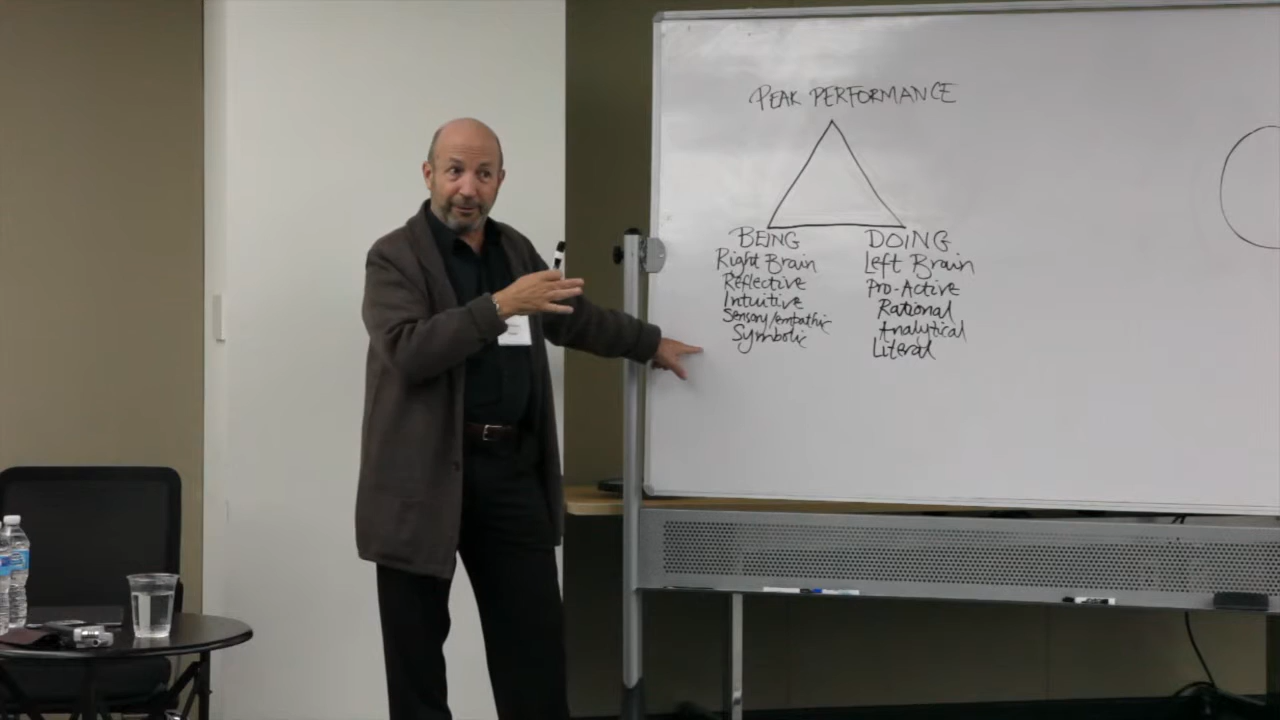 PEAK PERFORMANCE
BEING
Right Brain
Reflective
Intuitive
Sensory/empathic
Symbolic
DOING
Left Brain
Pro-Active
Rational
Analytical
Literal